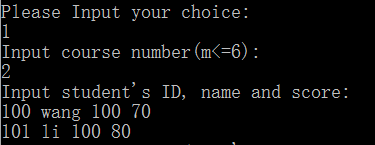 Please Input your choice:
1
Input course number(m<=6):
2
Input student's ID, name and score:
100 wang 100 70
101 li 100 80